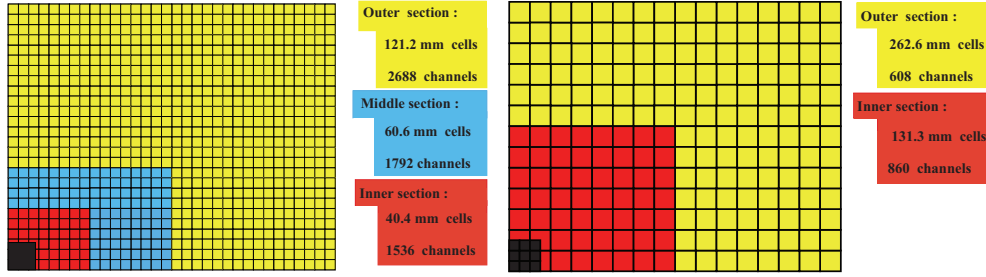 Outer section :
121.2 mm cells
2688 channels
Middle section :
60.6 mm cells
1792 channels
Inner section :
40.4 mm cells
1536 channels
Outer section :
262.6 mm cells
608 channels
Inner section :
131.3 mm cells
860 channels